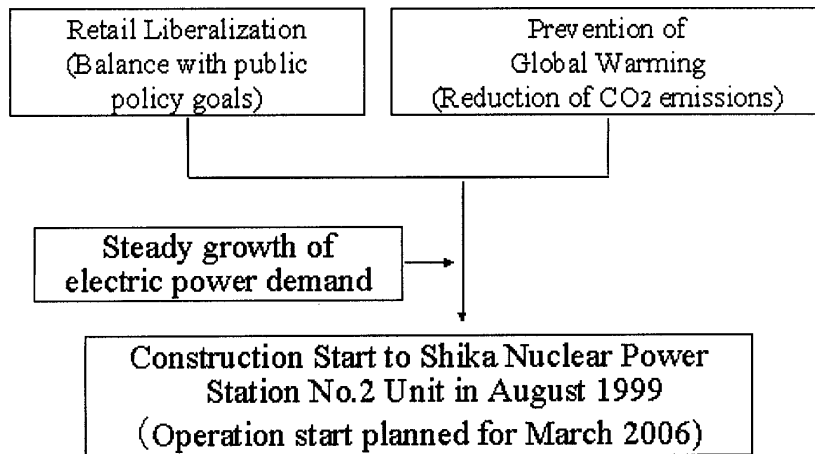 Retail Liberalization
(Balance with public
policy goals)
Prevention of
Global Warming
(Reduction of CO2 emissions)
Steady growth of
electric power demand
Construction Start to Shika Nuclear Power
Station No.2 Unit in August 1999
(Operation start planned for March 2006)